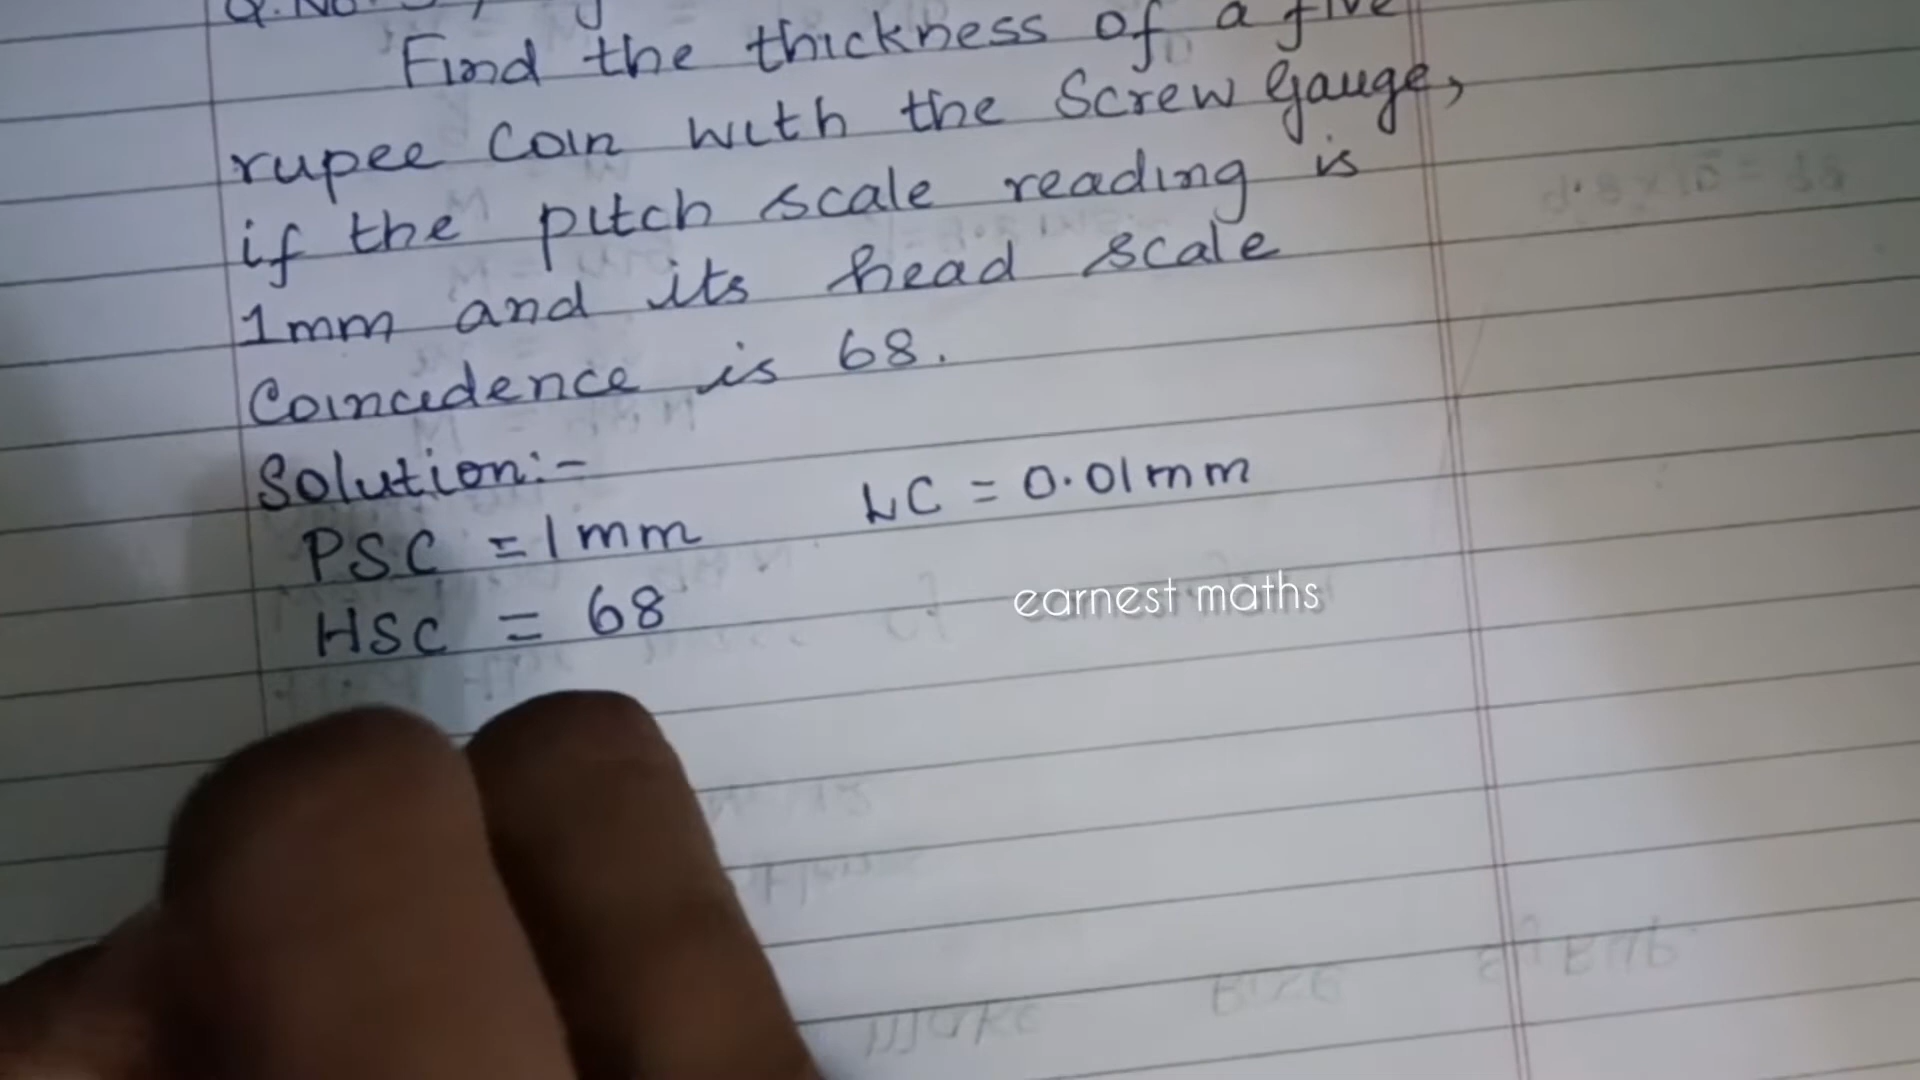 Q. No.
Find the thickness of a five
rupee coin with the Screw gauge,
if the pitch scale reading is
1mm and its head scale
Coincidence is 68.
Solution:-
PSC = 1mm LC = 0.01mm
HSC = 68
earnest maths